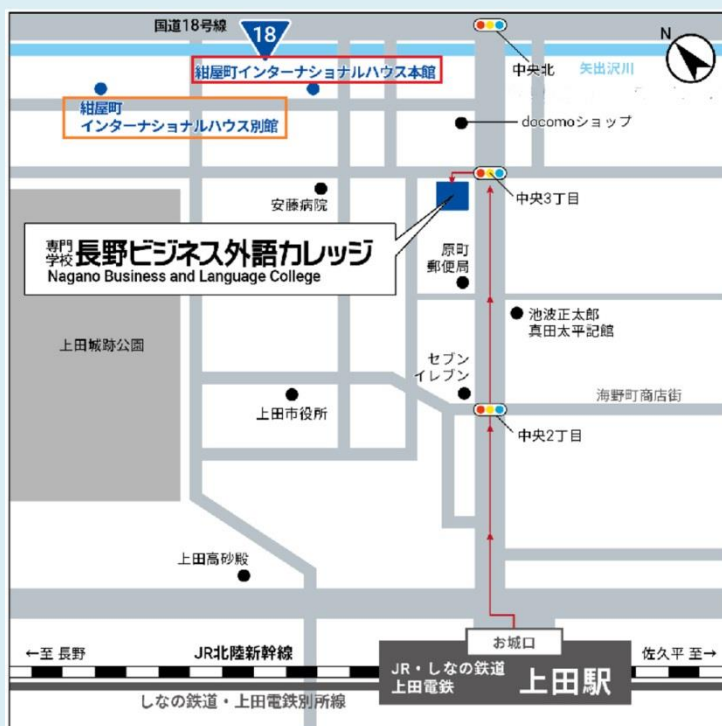 国道18号線
18
N
紺屋町インターナショナルハウス本館
中央北
矢出沢川
紺屋町
インターナショナルハウス別館
docomoショップ
安藤病院
中央3丁目
専門
学校
長野ビジネス外語カレッジ
Nagano Business and Language College
原町
郵便局
池波正太郎
真田太平記館
上田城跡公園
セブン
イレブン
上田市役所
海野町商店街
中央2丁目
上田高砂殿
お城口
←至 長野
JR北陸新幹線
JR・しなの鉄道
上田電鉄
上田駅
佐久平 至→
しなの鉄道・上田電鉄別所線